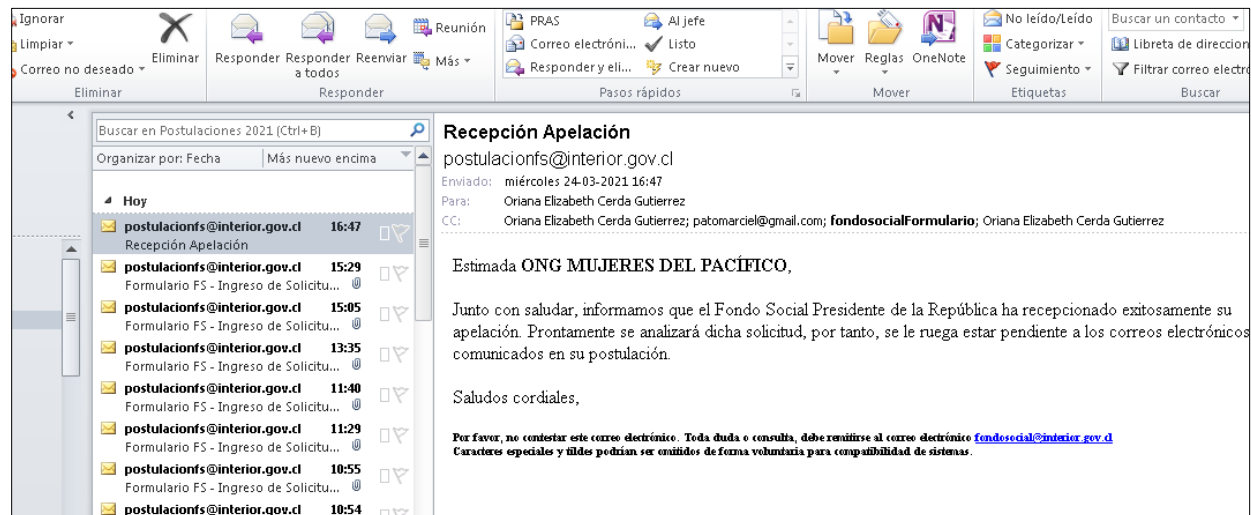 Ignorar
Limpiar
Correo no deseado
Eliminar
Eliminar
Responder Responder Reenviar
a todos
Reunión
Más
Responder
PRAS
Correo electróni...
Responder y eli...
Al jefe
Listo
Crear nuevo
Pasos rápidos
Mover Reglas OneNote
Mover
No leído/Leído
Categorizar
Seguimiento
Etiquetas
Buscar un contacto
Libreta de direccion
Filtrar correo electr
Buscar
Buscar en Postulaciones 2021 (Ctrl+B)
Organizar por: Fecha Más nuevo encima
Hoy
postulacionfs@interior.gov.cl 16:47
Recepción Apelación
postulacionfs@interior.gov.cl 15:29
Formulario FS - Ingreso de Solicitu...
postulacionfs@interior.gov.cl 15:05
Formulario FS - Ingreso de Solicitu...
postulacionfs@interior.gov.cl 13:35
Formulario FS - Ingreso de Solicitu...
postulacionfs@interior.gov.cl 11:40
Formulario FS - Ingreso de Solicitu...
postulacionfs@interior.gov.cl 11:29
Formulario FS - Ingreso de Solicitu...
postulacionfs@interior.gov.cl 10:55
Formulario FS - Ingreso de Solicitu...
postulacionfs@interior.gov.cl 10:54
Recepción Apelación
postulacionfs@interior.gov.cl
Enviado: miércoles 24-03-2021 16:47
Para: Oriana Elizabeth Cerda Gutierrez
CC: Oriana Elizabeth Cerda Gutierrez; patomarciel@gmail.com; fondosocialFormulario; Oriana Elizabeth Cerda Gutierrez
Estimada ONG MUJERES DEL PACÍFICO,
Junto con saludar, informamos que el Fondo Social Presidente de la República ha recepcionado exitosamente su
apelación. Prontamente se analizará dicha solicitud, por tanto, se le ruega estar pendiente a los correos electrónicos
comunicados en su postulación.
Saludos cordiales,
Por favor, no contestar este correo electrónico. Toda duda o consulta, debe remitirse al correo electrónico fondosocial@interior.gov.cl
Caracteres especiales y tildes podrían ser omitidos de forma voluntaria para compatibilidad de sistemas.